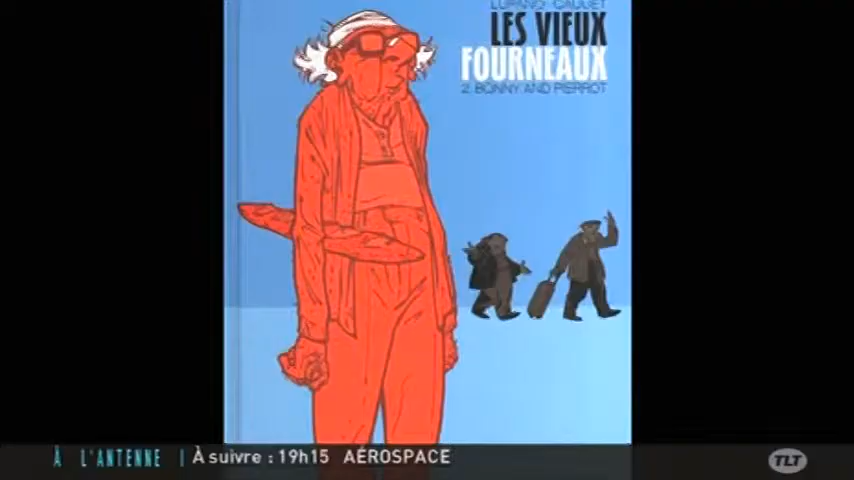 LUPANO CAUUET
LES VIEUX
FOURNEAUX
2. BONNY AND PIERROT
À L'ANTENNE | À suivre : 19h15 AÉROSPACE
TLT